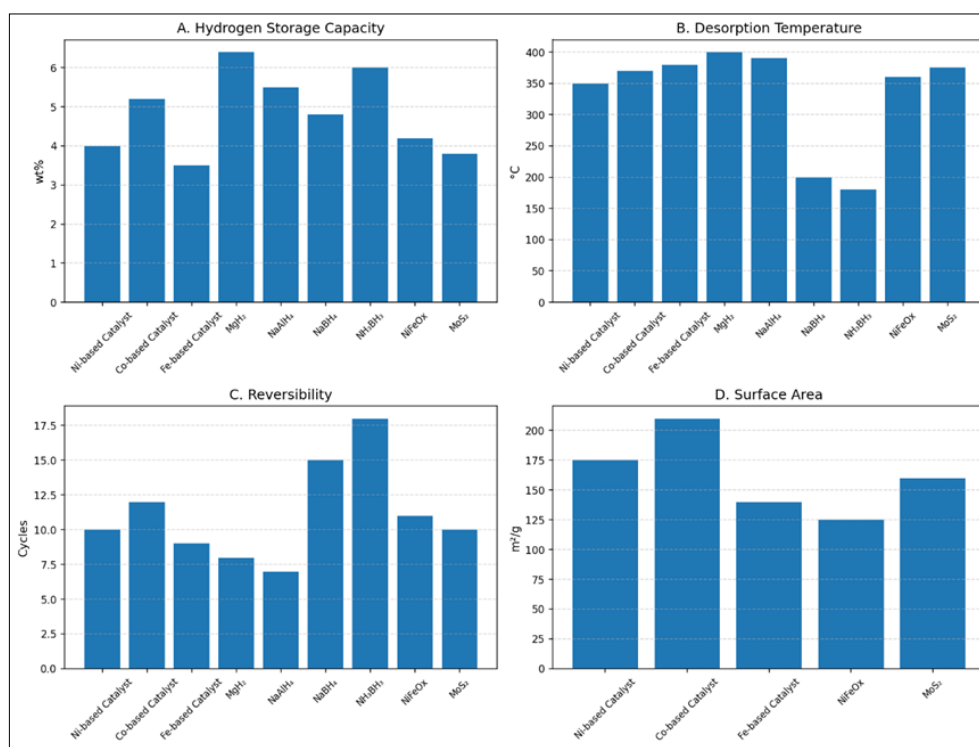 A. Hydrogen Storage Capacity
wt%
6
5
4
3
2
1
0
Ni-based Catalyst
Co-based Catalyst
Fe-based Catalyst
MgH₂
NaAlH₄
NaBH₄
NH₃BH₃
NiFeOx
MoS₂
B. Desorption Temperature
°C
400
350
300
250
200
150
100
50
0
Ni-based Catalyst
Co-based Catalyst
Fe-based Catalyst
MgH₂
NaAlH₄
NaBH₄
NH₃BH₃
NiFeOx
MoS₂
C. Reversibility
Cycles
17.5
15.0
12.5
10.0
7.5
5.0
2.5
0.0
Ni-based Catalyst
Co-based Catalyst
Fe-based Catalyst
MgH₂
NaAlH₄
NaBH₄
NH₃BH₃
NiFeOx
MoS₂
D. Surface Area
m²/g
200
175
150
125
100
75
50
25
0
Ni-based Catalyst
Co-based Catalyst
Fe-based Catalyst
NiFeOx
MoS₂